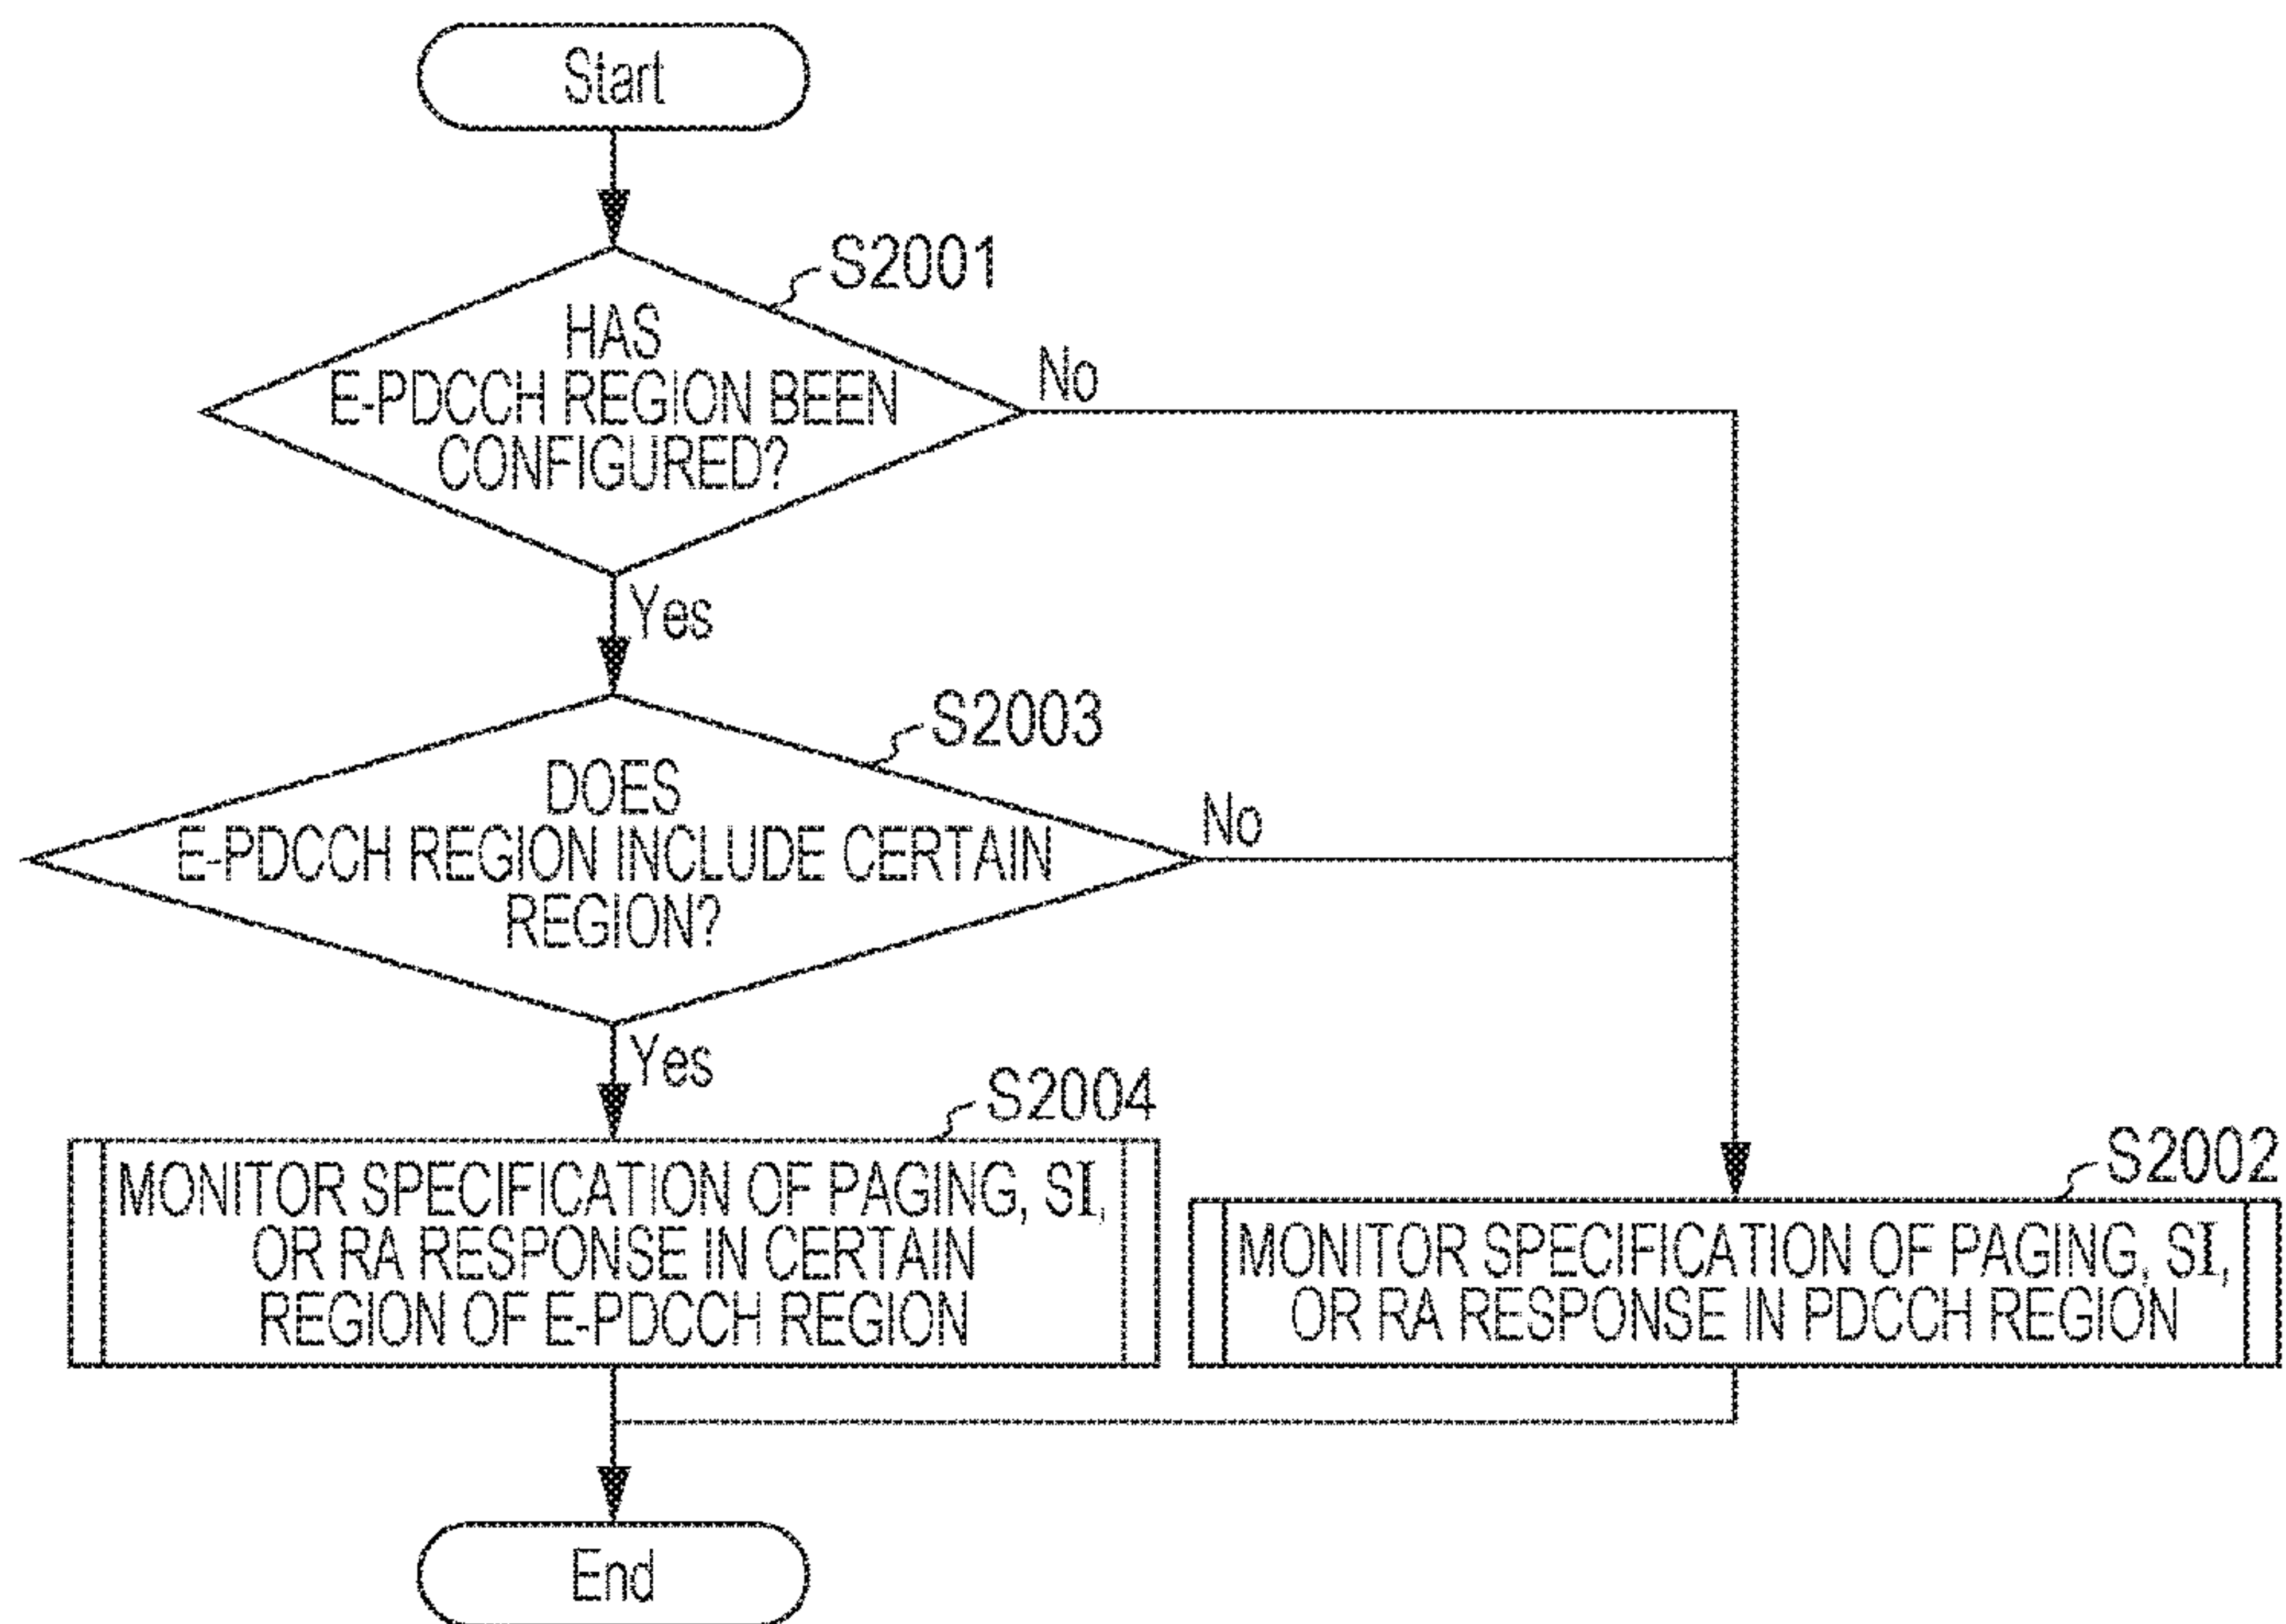 Start
S2001
HAS
E-PDCCH REGION BEEN
CONFIGURED?
No
Yes
S2003
DOES
E-PDCCH REGION INCLUDE CERTAIN
REGION?
No
Yes
S2004
MONITOR SPECIFICATION OF PAGING, SI,
OR RA RESPONSE IN CERTAIN
REGION OF E-PDCCH REGION
S2002
MONITOR SPECIFICATION OF PAGING, SI,
OR RA RESPONSE IN PDCCH REGION
End